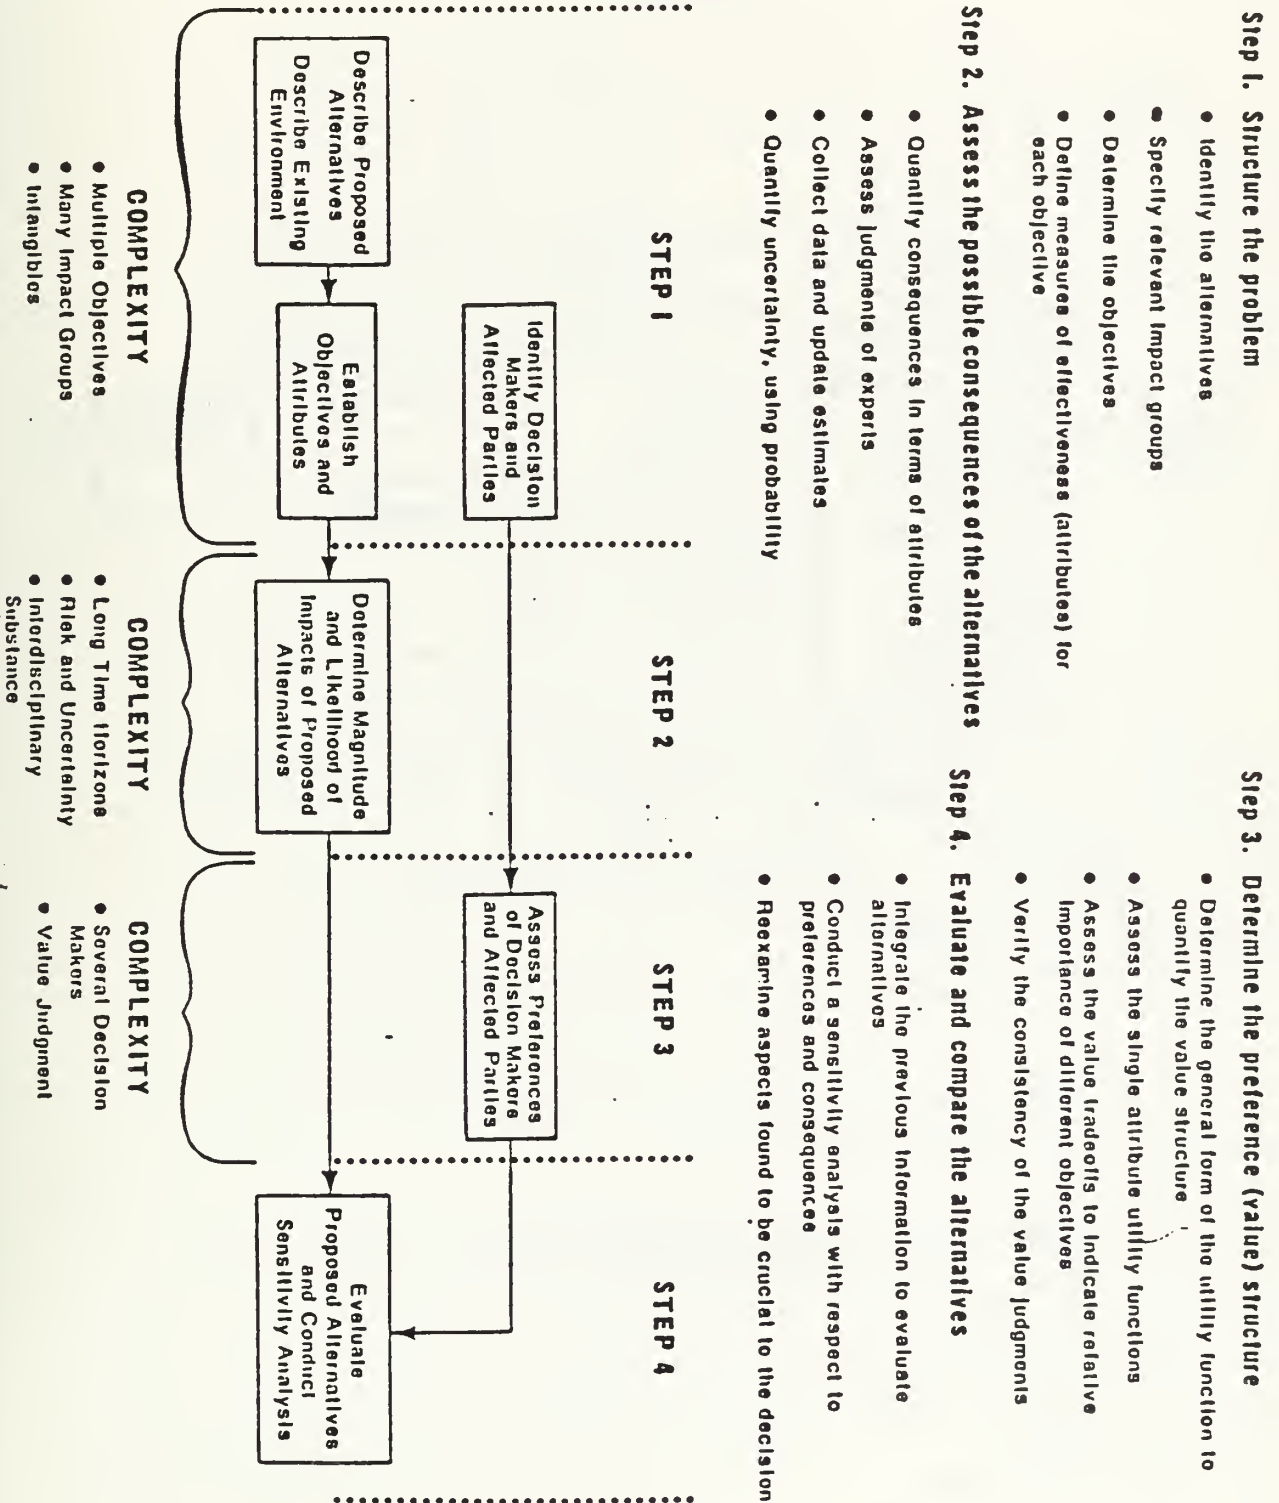 Step 1. Structure the problem
• Identify the alternatives
• Specify relevant impact groups
• Determine the objectives
• Define measures of effectiveness (attributes) for
each objective
Step 2. Assess the possible consequences of the alternatives
• Quantify consequences in terms of attributes
• Assess judgments of experts
• Collect data and update estimates
• Quantify uncertainty, using probability
Step 3. Determine the preference (value) structure
• Determine the general form of the utility function to
quantify the value structure
• Assess the single attribute utility functions
• Assess the value tradeoffs to indicate relative
importance of different objectives
• Verify the consistency of the value judgments
Step 4. Evaluate and compare the alternatives
• Integrate the previous information to evaluate
alternatives
• Conduct a sensitivity analysis with respect to
preferences and consequences
• Reexamine aspects found to be crucial to the decision
STEP 1
STEP 2
STEP 3
STEP 4
Identify Decision
Makers and
Affected Parties
Assess Preferences
of Decision Makers
and Affected Parties
Describe Proposed
Alternatives
Describe Existing
Environment
Establish
Objectives and
Attributes
Determine Magnitude
and Likelihood of
Impacts of Proposed
Alternatives
Evaluate
Proposed Alternatives
and Conduct
Sensitivity Analysis
COMPLEXITY
• Multiple Objectives
• Many Impact Groups
• Intangibles
COMPLEXITY
• Long Time Horizons
• Risk and Uncertainty
• Interdisciplinary
Substance
COMPLEXITY
• Several Decision
Makers
• Value Judgment